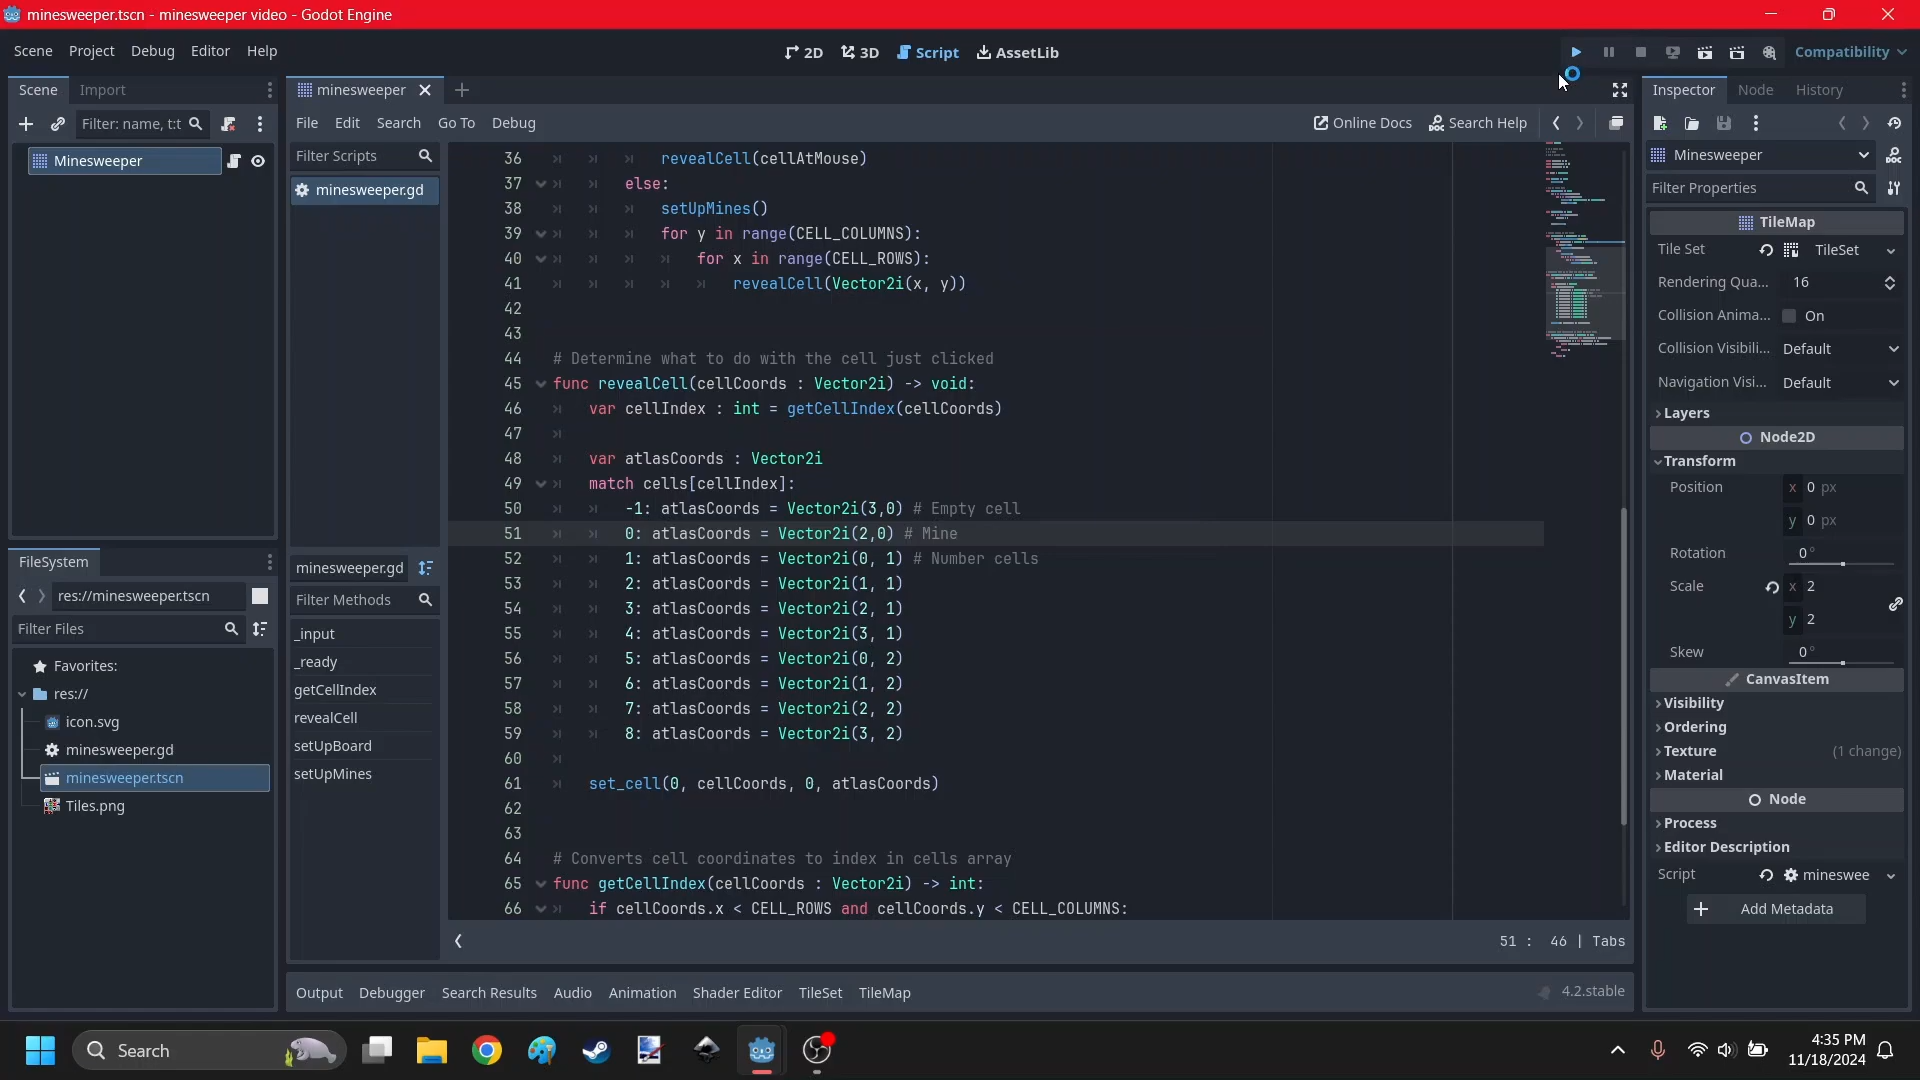 minesweeper.tscn - minesweeper video - Godot Engine
Scene Project Debug Editor Help
2D 3D Script AssetLib
Compatibility
Scene Import
Filter: name, t:t
Minesweeper
minesweeper
File Edit Search Go To Debug
Online Docs Search Help
Filter Scripts
minesweeper.gd
minesweeper.gd
Filter Methods
_input
_ready
getCellIndex
revealCell
setUpBoard
setUpMines
36 revealCell(cellAtMouse)
37 else:
38 setUpMines()
39 for y in range(CELL_COLUMNS):
40 for x in range(CELL_ROWS):
41 revealCell(Vector2i(x, y))
42
43
44 # Determine what to do with the cell just clicked
45 func revealCell(cellCoords : Vector2i) -> void:
46 var cellIndex : int = getCellIndex(cellCoords)
47
48 var atlasCoords : Vector2i
49 match cells[cellIndex]:
50 -1: atlasCoords = Vector2i(3,0) # Empty cell
51 0: atlasCoords = Vector2i(2,0) # Mine
52 1: atlasCoords = Vector2i(0, 1) # Number cells
53 2: atlasCoords = Vector2i(1, 1)
54 3: atlasCoords = Vector2i(2, 1)
55 4: atlasCoords = Vector2i(3, 1)
56 5: atlasCoords = Vector2i(0, 2)
57 6: atlasCoords = Vector2i(1, 2)
58 7: atlasCoords = Vector2i(2, 2)
59 8: atlasCoords = Vector2i(3, 2)
60
61 set_cell(0, cellCoords, 0, atlasCoords)
62
63
64 # Converts cell coordinates to index in cells array
65 func getCellIndex(cellCoords : Vector2i) -> int:
66 if cellCoords.x < CELL_ROWS and cellCoords.y < CELL_COLUMNS:
51 : 46 | Tabs
Output Debugger Search Results Audio Animation Shader Editor TileSet TileMap
4.2.stable
FileSystem
res://minesweeper.tscn
Filter Files
Favorites:
res://
icon.svg
minesweeper.gd
minesweeper.tscn
Tiles.png
Inspector Node History
Minesweeper
Filter Properties
TileMap
Tile Set TileSet
Rendering Qua... 16
Collision Anima... On
Collision Visibili... Default
Navigation Visi... Default
Layers
Node2D
Transform
Position x 0 px
y 0 px
Rotation 0°
Scale x 2
y 2
Skew 0°
CanvasItem
Visibility
Ordering
Texture (1 change)
Material
Node
Process
Editor Description
Script mineswee
Add Metadata
Search
4:35 PM
11/18/2024